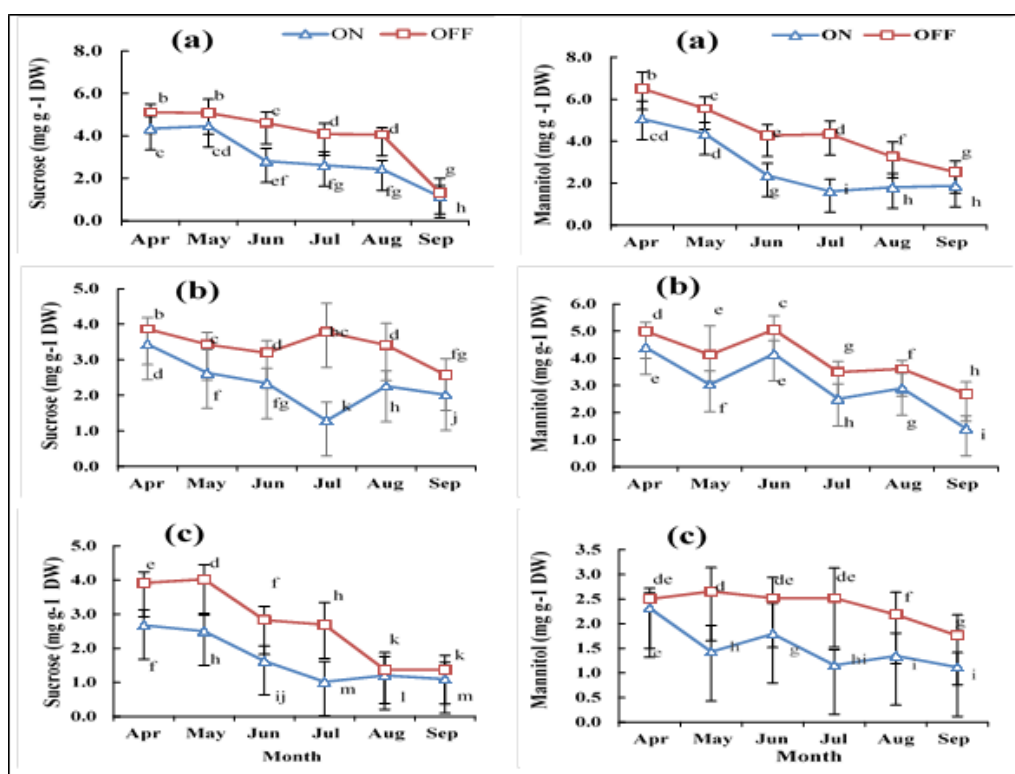 (a)
ON OFF
Sucrose (mg g -1 DW)
8.0
6.0
4.0
2.0
0.0
b
b
c
d
d
g
c
cd
ef
fg
fg
h
Apr May Jun Jul Aug Sep
(a)
ON OFF
Mannitol (mg g -1 DW)
8.0
6.0
4.0
2.0
0.0
b
c
d
f
g
cd
d
g
i
h
h
Apr May Jun Jul Aug Sep
(b)
Sucrose (mg g-1 DW)
5.0
4.0
3.0
2.0
1.0
0.0
b
c
d
bc
d
fg
d
f
fg
k
h
j
Apr May Jun Jul Aug Sep
(b)
Mannitol (mg g-1 DW)
6.0
5.0
4.0
3.0
2.0
1.0
0.0
d
e
c
g
f
h
e
f
e
h
g
i
Apr May Jun Jul Aug Sep
(c)
Sucrose (mg g-1 DW)
5.0
4.0
3.0
2.0
1.0
0.0
e
d
f
h
k
k
f
h
ij
m
l
m
Apr May Jun Jul Aug Sep
Month
(c)
Mannitol (mg g-1 DW)
3.5
3.0
2.5
2.0
1.5
1.0
0.5
0.0
de
d
de
de
f
g
e
h
g
hi
i
i
Apr May Jun Jul Aug Sep
Month